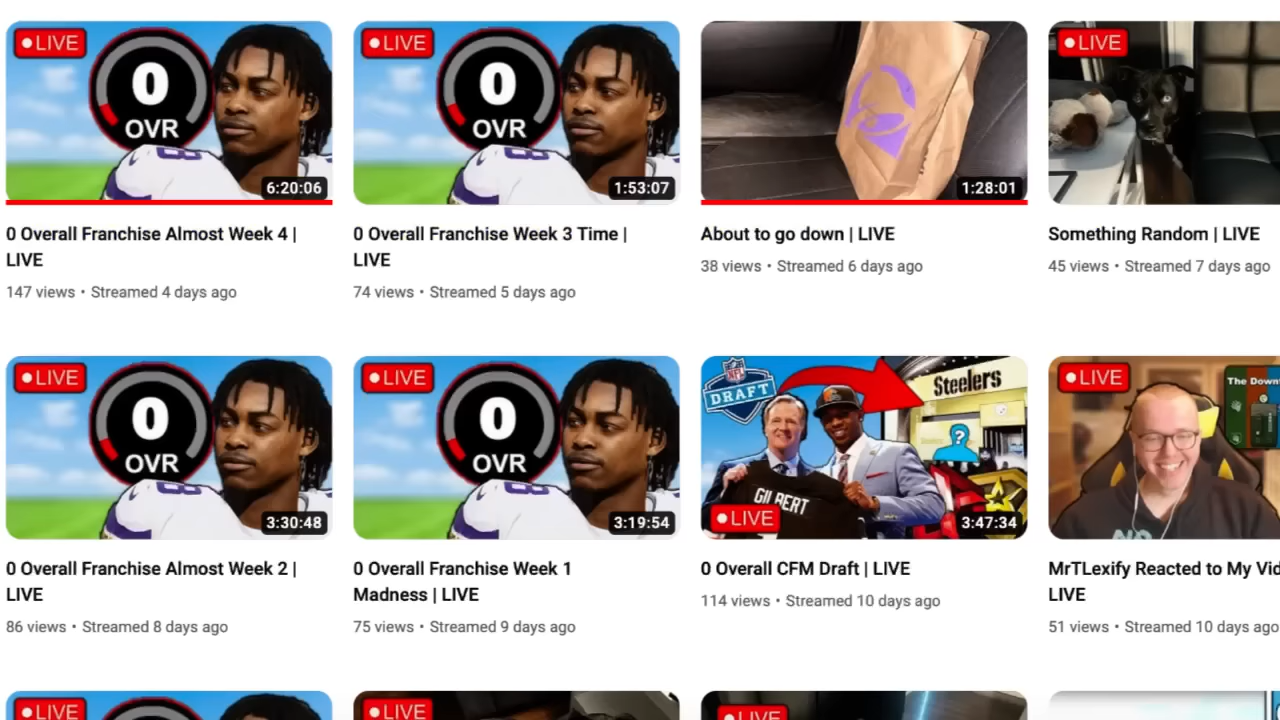 LIVE
0
OVR
6:20:06
0 Overall Franchise Almost Week 4 |
LIVE
147 views • Streamed 4 days ago
LIVE
0
OVR
1:53:07
0 Overall Franchise Week 3 Time |
LIVE
74 views • Streamed 5 days ago
1:28:01
About to go down | LIVE
38 views • Streamed 6 days ago
LIVE
Something Random | LIVE
45 views • Streamed 7 days ago
LIVE
0
OVR
3:30:48
0 Overall Franchise Almost Week 2 |
LIVE
86 views • Streamed 8 days ago
LIVE
0
OVR
3:19:54
0 Overall Franchise Week 1
Madness | LIVE
75 views • Streamed 9 days ago
NFL
DRAFT
Steelers
?
GILBERT
LIVE
3:47:34
0 Overall CFM Draft | LIVE
114 views • Streamed 10 days ago
LIVE
The Down
MrTLexify Reacted to My Vid
LIVE
51 views • Streamed 10 days ago
LIVE
LIVE
LIVE